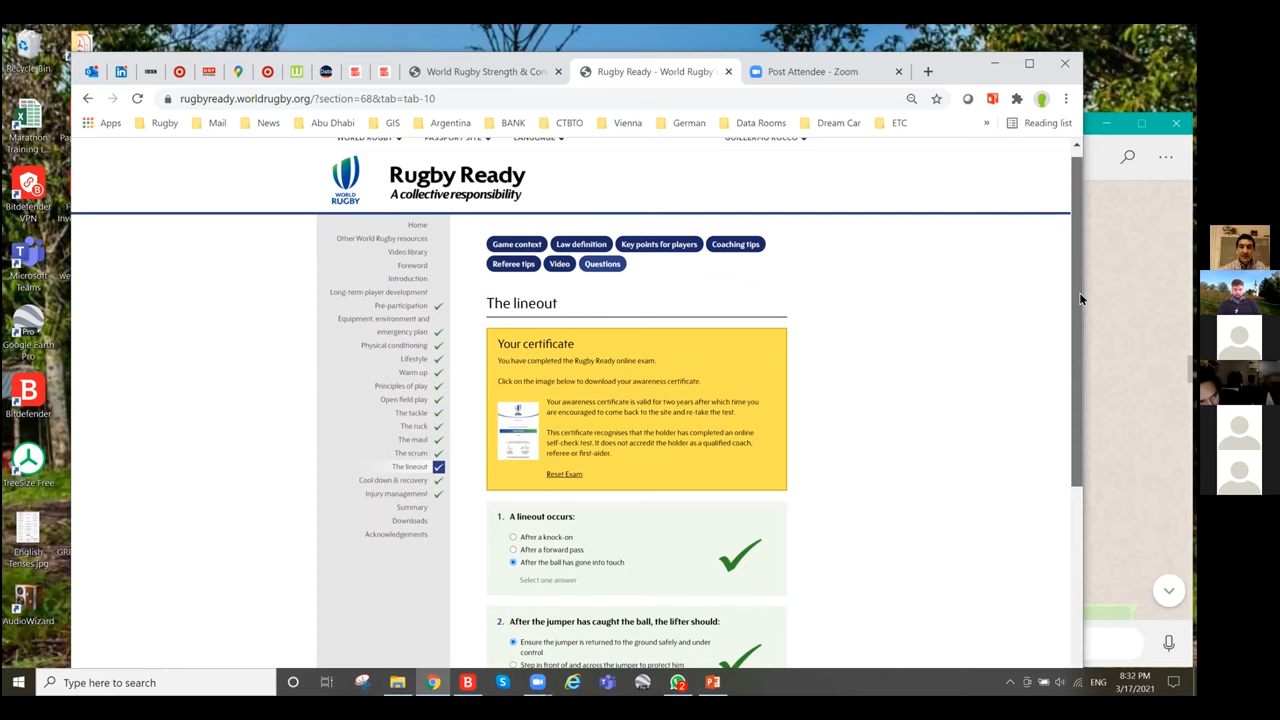 Recycle Bin
Marathon
Training L...
Bitdefender
VPN
Microsoft
Teams
Google Earth
Pro
Bitdefender
TreeSize Free
English
Tenses.jpg
AudioWizard
World Rugby Strength & Con
Rugby Ready - World Rugby's
Post Attendee - Zoom
rugbyready.worldrugby.org/?section=68&tab=tab-10
Apps
Rugby
Mail
News
Abu Dhabi
GIS
Argentina
BANK
CTBTO
Vienna
German
Data Rooms
Dream Car
ETC
»
Reading list
WORLD RUGBY
PASSPORT SITE
LANGUAGE
GUILLERMO ROCCO
WORLD
RUGBY
Rugby Ready
A collective responsibility
Home
Other World Rugby resources
Video library
Foreword
Introduction
Long-term player development
Pre-participation
Equipment, environment and
emergency plan
Physical conditioning
Lifestyle
Warm up
Principles of play
Open field play
The tackle
The ruck
The maul
The scrum
The lineout
Cool down & recovery
Injury management
Summary
Downloads
Acknowledgements
Game context
Law definition
Key points for players
Coaching tips
Referee tips
Video
Questions
The lineout
Your certificate
You have completed the Rugby Ready online exam.
Click on the image below to download your awareness certificate.
Your awareness certificate is valid for two years after which time you
are encouraged to come back to the site and re-take the test.
This certificate recognises that the holder has completed an online
self-check test. It does not accredit the holder as a qualified coach,
referee or first-aider.
Reset Exam
1. A lineout occurs:
After a knock-on
After a forward pass
After the ball has gone into touch
Select one answer
2. After the jumper has caught the ball, the lifter should:
Ensure the jumper is returned to the ground safely and under
control
Step in front of and across the jumper to protect him
Type here to search
2
ENG
8:32 PM
3/17/2021